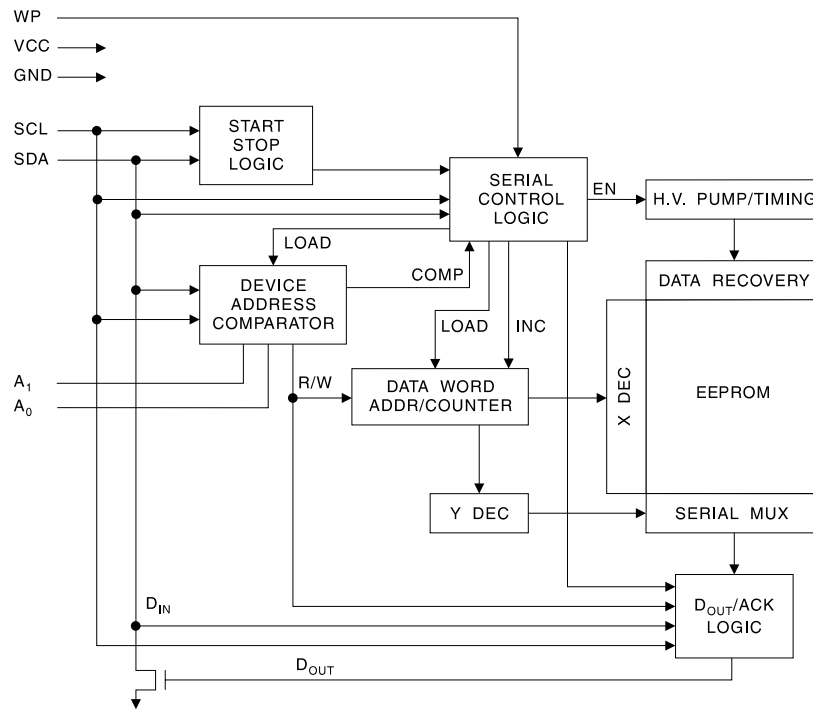 WP
VCC
GND
SCL
SDA
START
STOP
LOGIC
SERIAL
CONTROL
LOGIC
EN
H.V. PUMP/TIMING
LOAD
COMP
DEVICE
ADDRESS
COMPARATOR
DATA RECOVERY
LOAD
INC
A1
A0
R/W
DATA WORD
ADDR/COUNTER
X DEC
EEPROM
Y DEC
SERIAL MUX
DIN
DOUT/ACK
LOGIC
DOUT